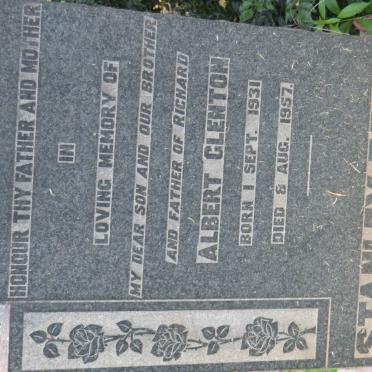 HONOUR THY FATHER AND MOTHER
IN
LOVING MEMORY OF
MY DEAR SON AND OUR BROTHER
AND FATHER OF RICHARD
ALBERT CLENTON
BORN 1 SEPT. 1931
DIED 8 AUG. 1957.